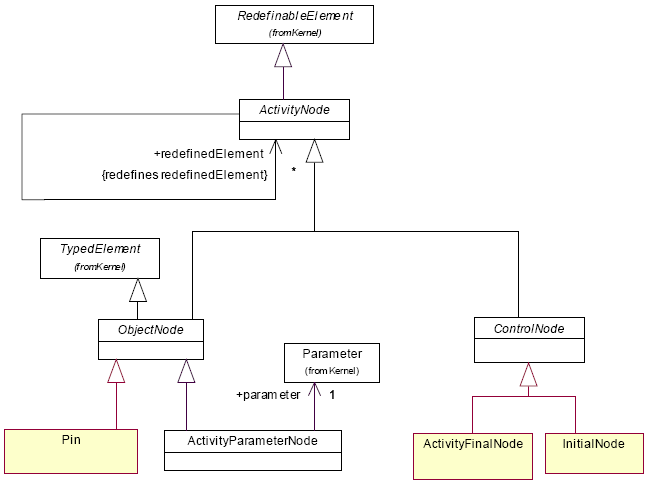 RedefinableElement
(fromKernel)
ActivityNode
+redefinedElement
{redefines redefinedElement}
*
TypedElement
(fromKernel)
ObjectNode
ControlNode
Parameter
(from Kernel)
+parameter 1
Pin
ActivityParameterNode
ActivityFinalNode
InitialNode